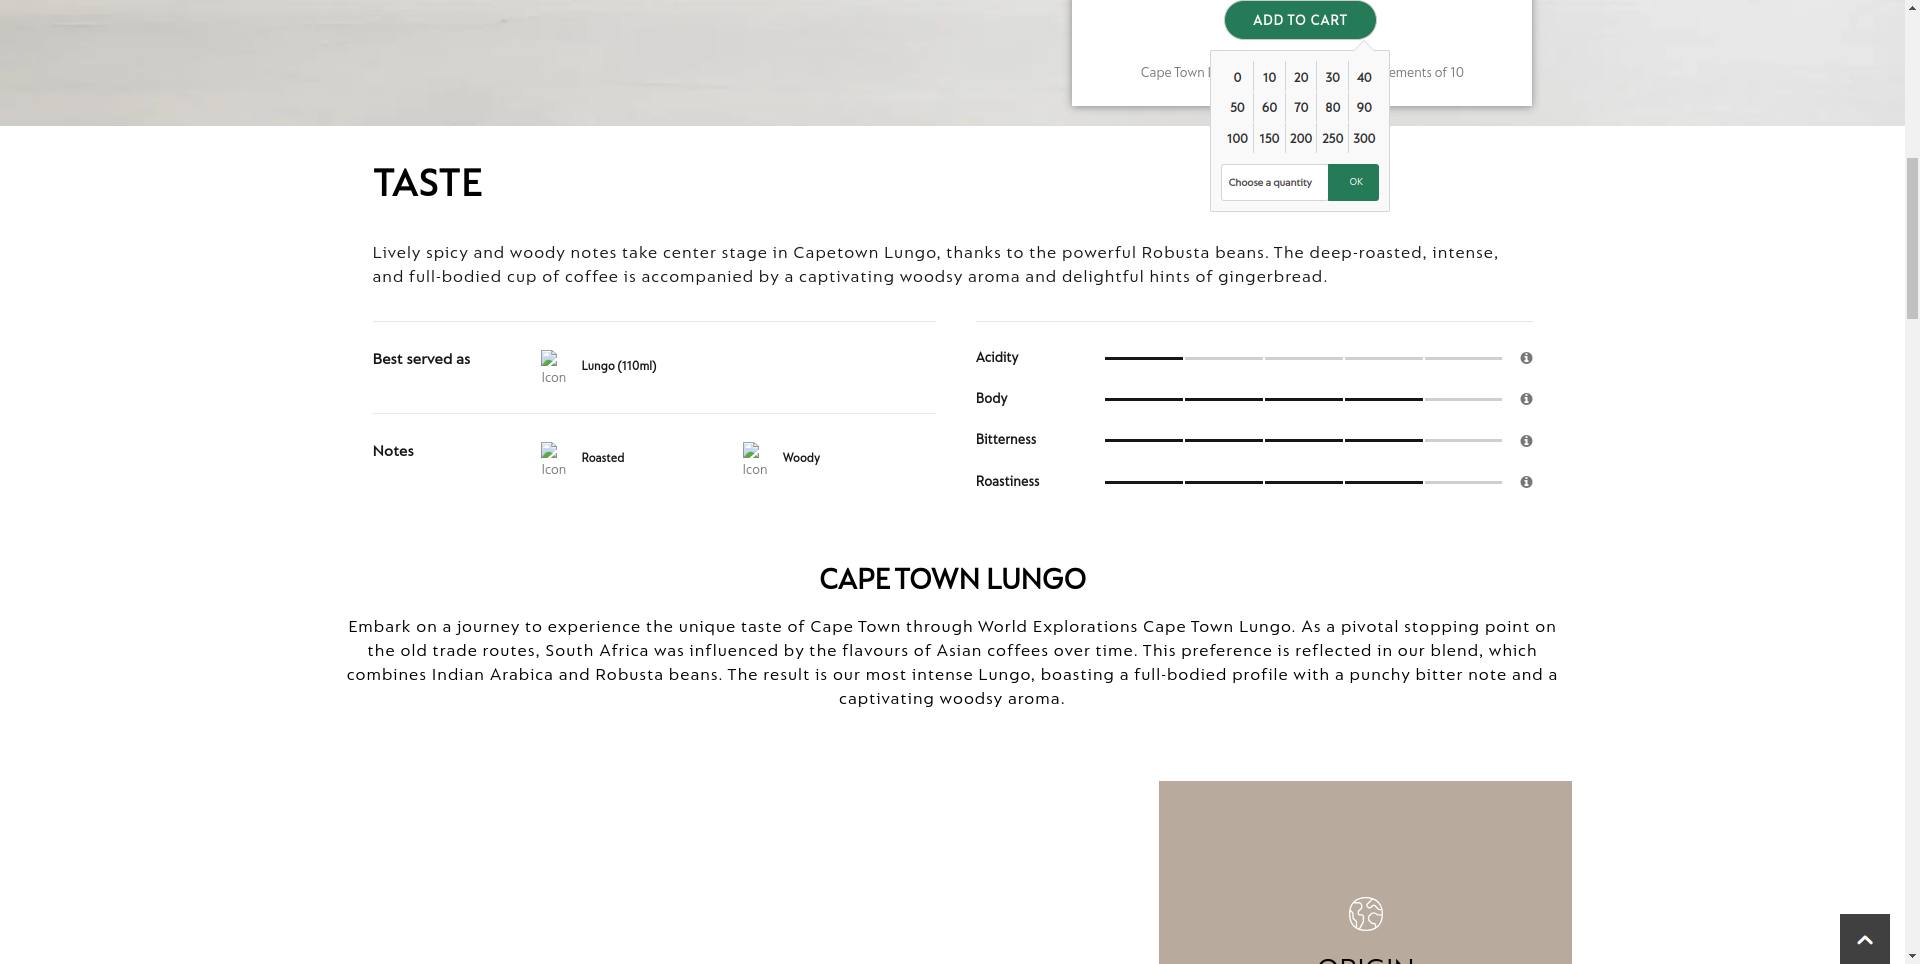 ADD TO CART
Cape Town
ements of 10
0 10 20 30 40
50 60 70 80 90
100 150 200 250 300
Choose a quantity OK
TASTE
Lively spicy and woody notes take center stage in Capetown Lungo, thanks to the powerful Robusta beans. The deep-roasted, intense,
and full-bodied cup of coffee is accompanied by a captivating woodsy aroma and delightful hints of gingerbread.
Best served as
Icon
Lungo (110ml)
Notes
Icon
Roasted
Icon
Woody
Acidity
Body
Bitterness
Roastiness
CAPE TOWN LUNGO
Embark on a journey to experience the unique taste of Cape Town through World Explorations Cape Town Lungo. As a pivotal stopping point on
the old trade routes, South Africa was influenced by the flavours of Asian coffees over time. This preference is reflected in our blend, which
combines Indian Arabica and Robusta beans. The result is our most intense Lungo, boasting a full-bodied profile with a punchy bitter note and a
captivating woodsy aroma.
ORIGIN